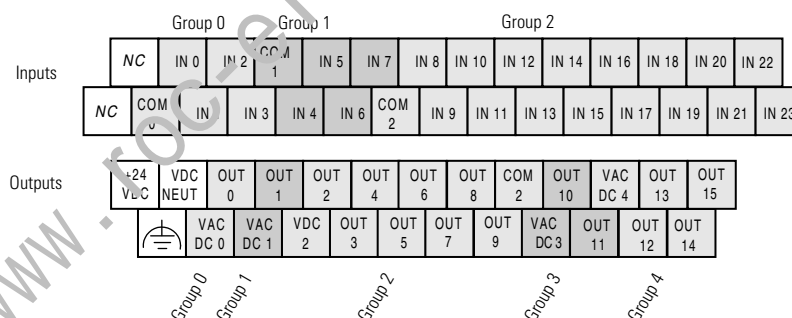 Group 0 Group 1 Group 2
Inputs
NC IN 0 IN 2 COM 1 IN 5 IN 7 IN 8 IN 10 IN 12 IN 14 IN 16 IN 18 IN 20 IN 22
NC COM 0 IN IN 3 IN 4 IN 6 COM 2 IN 9 IN 11 IN 13 IN 15 IN 17 IN 19 IN 21 IN 23
Outputs
+24 VDC VDC NEUT OUT 0 OUT 1 OUT 2 OUT 4 OUT 6 OUT 8 COM 2 OUT 10 VAC DC 4 OUT 13 OUT 15
VAC DC 0 VAC DC 1 VDC 2 OUT 3 OUT 5 OUT 7 OUT 9 VAC DC3 OUT 11 OUT 12 OUT 14
Group 0 Group 1 Group 2 Group 3 Group 4